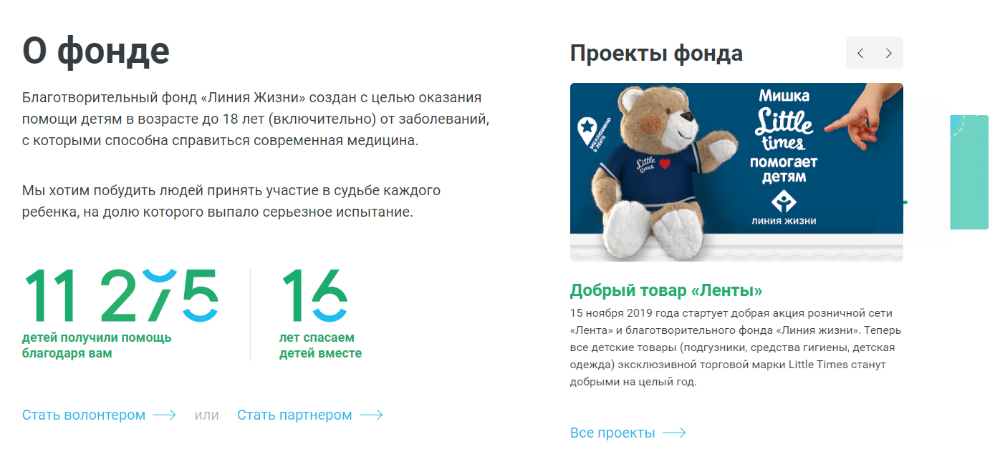 О фонде
Благотворительный фонд «Линия Жизни» создан с целью оказания
помощи детям в возрасте до 18 лет (включительно) от заболеваний,
с которыми способна справиться современная медицина.
Мы хотим побудить людей принять участие в судьбе каждого
ребенка, на долю которого выпало серьезное испытание.
11 275
детей получили помощь
благодаря вам
16
лет спасаем
детей вместе
Стать волонтером
или
Стать партнером
Проекты фонда
ЭКСКЛЮЗИВНО
В ЛЕНТЕ
Little
times
Мишка
Little
times
помогает
детям
ЛИНИЯ ЖИЗНИ
Добрый товар «Ленты»
15 ноября 2019 года стартует добрая акция розничной сети
«Лента» и благотворительного фонда «Линия жизни». Теперь
все детские товары (подгузники, средства гигиены, детская
одежда) эксклюзивной торговой марки Little Times станут
добрыми на целый год.
Все проекты